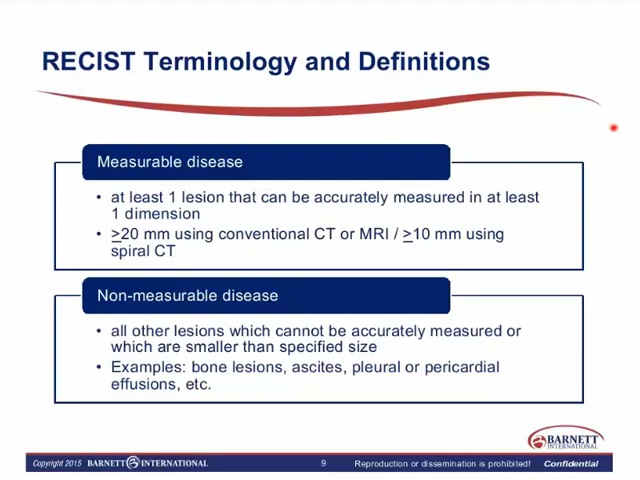 RECIST Terminology and Definitions
Measurable disease
• at least 1 lesion that can be accurately measured in at least
1 dimension
• ≥20 mm using conventional CT or MRI / ≥10 mm using
spiral CT
Non-measurable disease
• all other lesions which cannot be accurately measured or
which are smaller than specified size
• Examples: bone lesions, ascites, pleural or pericardial
effusions, etc.
BARNETT
INTERNATIONAL
Copyright 2015 BARNETT INTERNATIONAL 9 Reproduction or dissemination is prohibited! Confidential